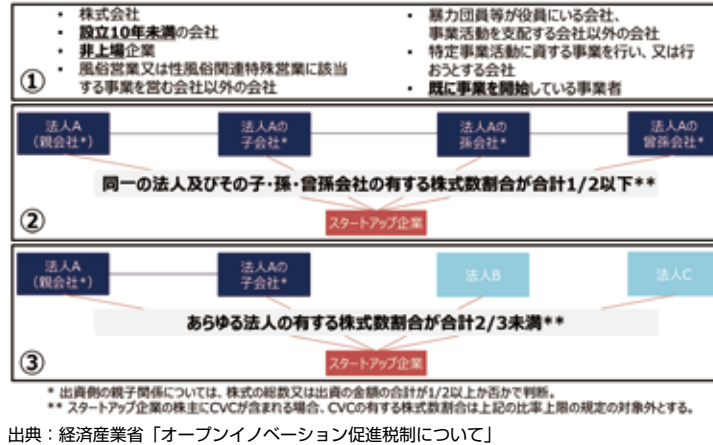 ・ 株式会社
・ 設立10年未満の会社
・ 非上場企業
・ 風俗営業又は性風俗関連特殊営業に該当
する事業を営む会社以外の会社
・ 暴力団員等が役員にいる会社、
事業活動を支配する会社以外の会社
・ 特定事業活動に資する事業を行い、又は行
おうとする会社
・ 既に事業を開始している事業者
①
法人A
(親会社*)
法人Aの
子会社*
法人Aの
孫会社*
法人Aの
曾孫会社*
同一の法人及びその子・孫・曾孫会社の有する株式数割合が合計1/2以下**
スタートアップ企業
②
法人A
(親会社*)
法人Aの
子会社*
法人B
法人C
あらゆる法人の有する株式数割合が合計2/3未満**
スタートアップ企業
③
* 出資側の親子関係については、株式の総数又は出資の金額の合計が1/2以上か否かで判断。
** スタートアップ企業の株主にCVCが含まれる場合、CVCの有する株式数割合は上記の比率上限の規定の対象外とする。
出典：経済産業省「オープンイノベーション促進税制について」